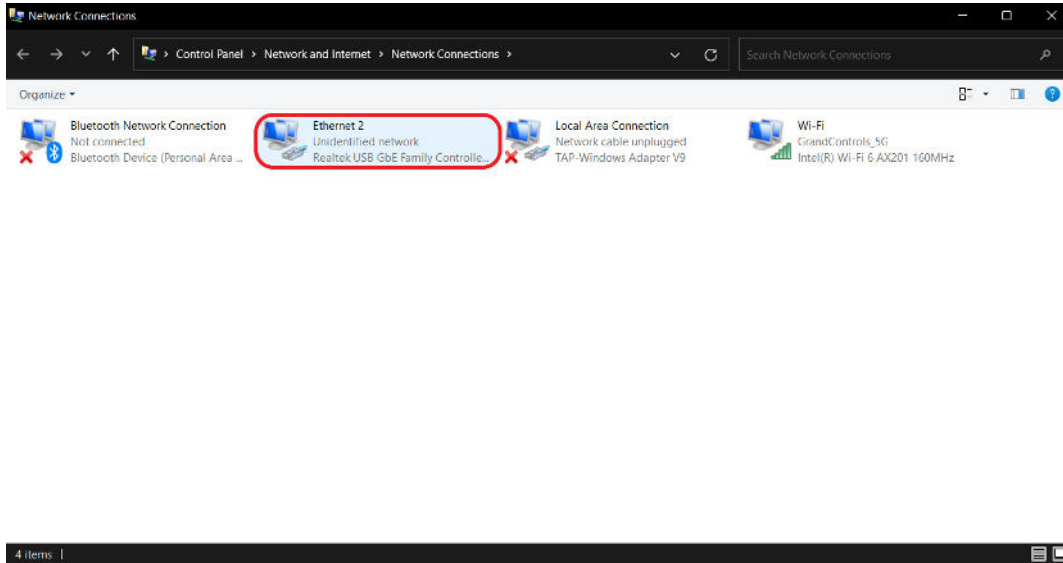 Network Connections
Control Panel > Network and Internet > Network Connections >
Search Network Connections
Organize
Bluetooth Network Connection
Not connected
Bluetooth Device (Personal Area ...
Ethernet 2
Unidentified network
Realtek USB GbE Family Controlle...
Local Area Connection
Network cable unplugged
TAP-Windows Adapter V9
Wi-Fi
GrandControls_5G
Intel(R) Wi-Fi 6 AX201 160MHz
4 items